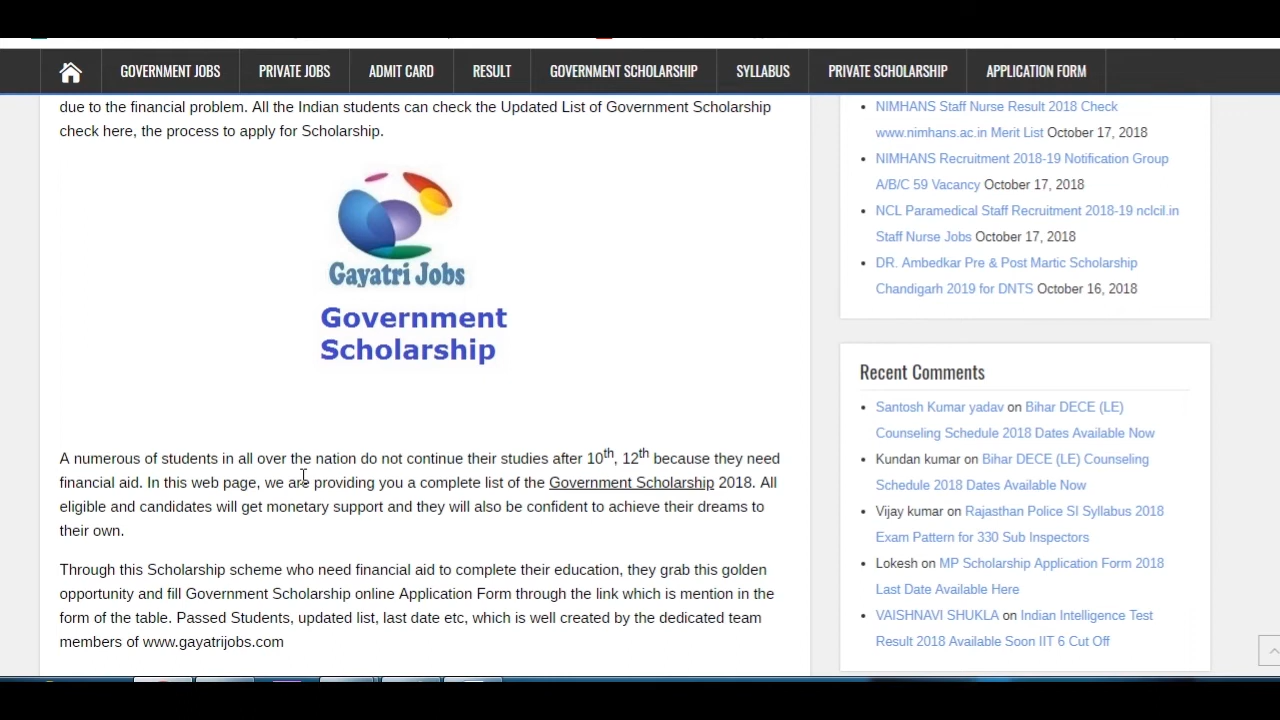 GOVERNMENT JOBS PRIVATE JOBS ADMIT CARD RESULT GOVERNMENT SCHOLARSHIP SYLLABUS PRIVATE SCHOLARSHIP APPLICATION FORM
due to the financial problem. All the Indian students can check the Updated List of Government Scholarship
check here, the process to apply for Scholarship.
Gayatri Jobs
Government
Scholarship
A numerous of students in all over the nation do not continue their studies after 10th, 12th because they need
financial aid. In this web page, we are providing you a complete list of the Government Scholarship 2018. All
eligible and candidates will get monetary support and they will also be confident to achieve their dreams to
their own.
Through this Scholarship scheme who need financial aid to complete their education, they grab this golden
opportunity and fill Government Scholarship online Application Form through the link which is mention in the
form of the table. Passed Students, updated list, last date etc, which is well created by the dedicated team
members of www.gayatrijobs.com
NIMHANS Staff Nurse Result 2018 Check
www.nimhans.ac.in Merit List October 17, 2018
NIMHANS Recruitment 2018-19 Notification Group
A/B/C 59 Vacancy October 17, 2018
NCL Paramedical Staff Recruitment 2018-19 nclcil.in
Staff Nurse Jobs October 17, 2018
DR. Ambedkar Pre & Post Martic Scholarship
Chandigarh 2019 for DNTS October 16, 2018
Recent Comments
Santosh Kumar yadav on Bihar DECE (LE)
Counseling Schedule 2018 Dates Available Now
Kundan kumar on Bihar DECE (LE) Counseling
Schedule 2018 Dates Available Now
Vijay kumar on Rajasthan Police SI Syllabus 2018
Exam Pattern for 330 Sub Inspectors
Lokesh on MP Scholarship Application Form 2018
Last Date Available Here
VAISHNAVI SHUKLA on Indian Intelligence Test
Result 2018 Available Soon IIT 6 Cut Off